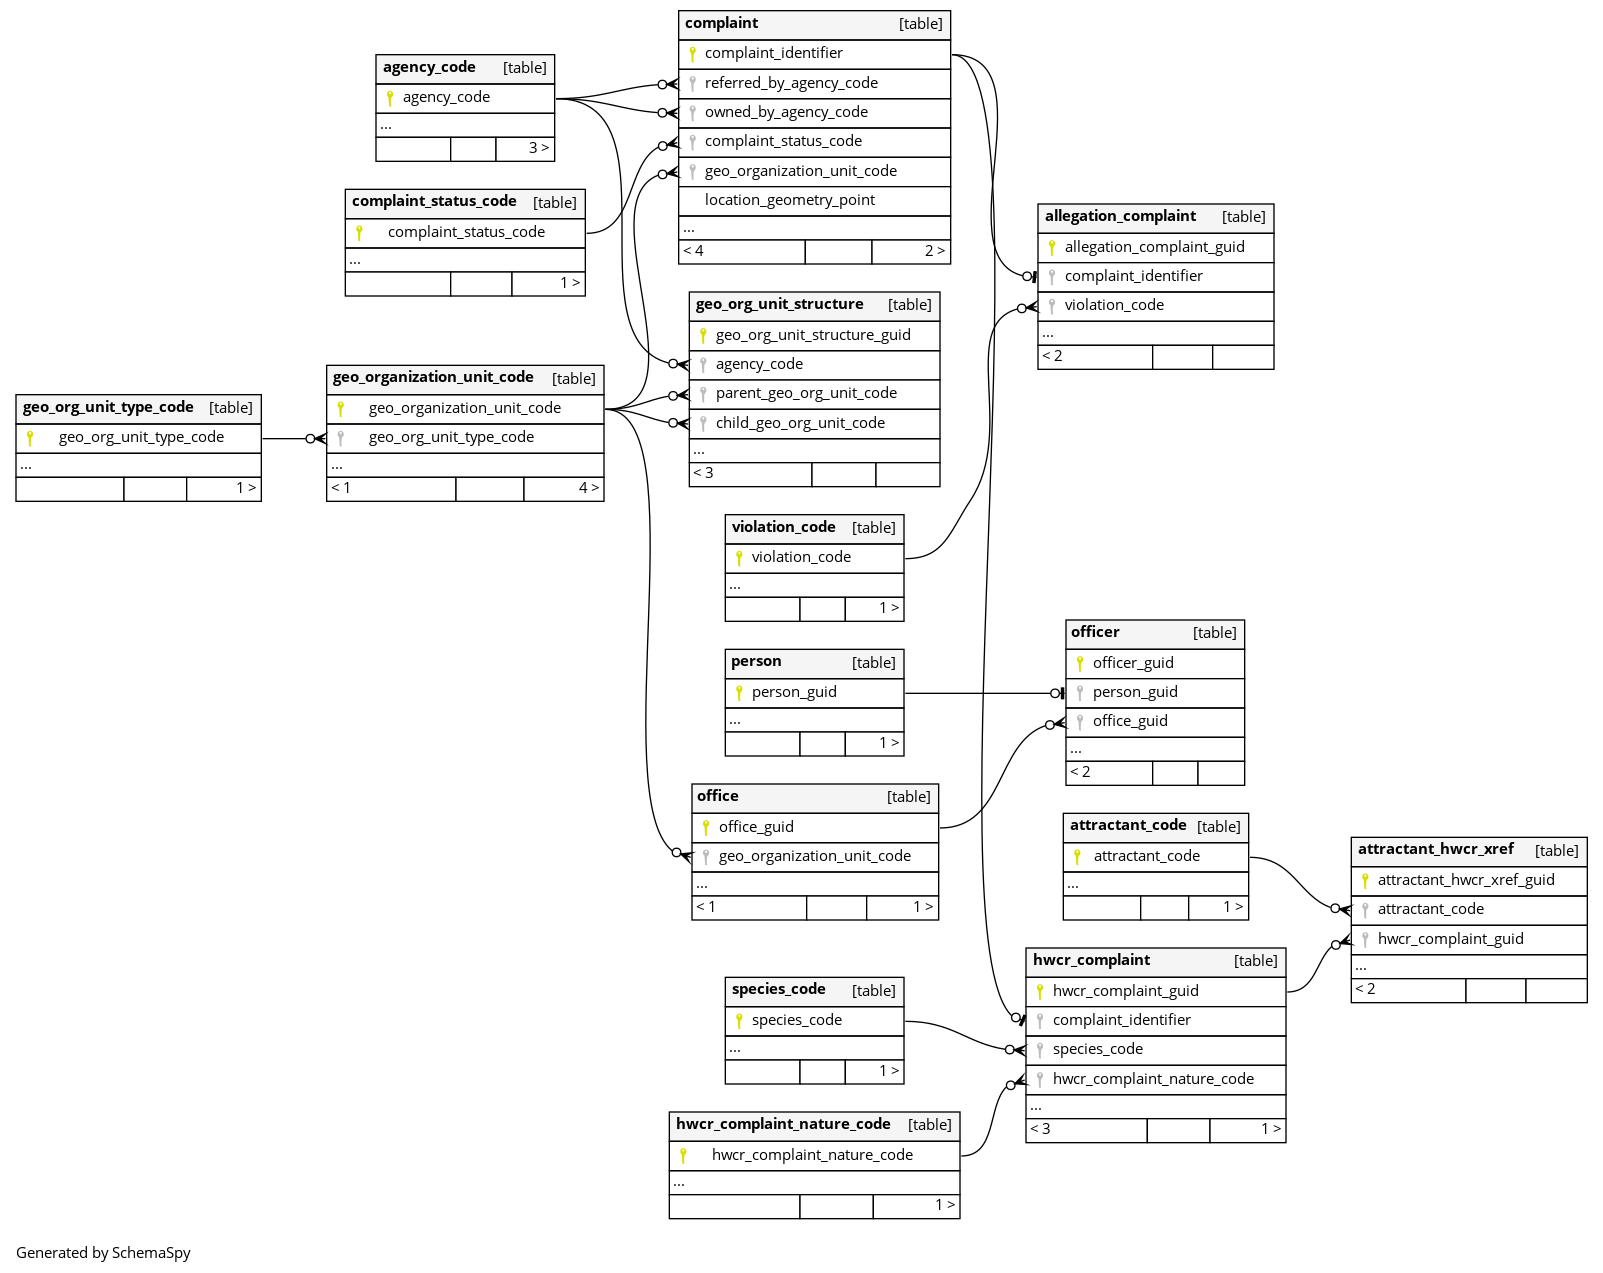 complaint [table]
complaint_identifier
referred_by_agency_code
owned_by_agency_code
complaint_status_code
geo_organization_unit_code
location_geometry_point
...
< 4 2 >
agency_code [table]
agency_code
...
3 >
complaint_status_code [table]
complaint_status_code
...
1 >
allegation_complaint [table]
allegation_complaint_guid
complaint_identifier
violation_code
...
< 2
geo_org_unit_structure [table]
geo_org_unit_structure_guid
agency_code
parent_geo_org_unit_code
child_geo_org_unit_code
...
< 3
geo_organization_unit_code [table]
geo_organization_unit_code
geo_org_unit_type_code
...
< 1 4 >
geo_org_unit_type_code [table]
geo_org_unit_type_code
...
1 >
violation_code [table]
violation_code
...
1 >
officer [table]
officer_guid
person_guid
office_guid
...
< 2
person [table]
person_guid
...
1 >
office [table]
office_guid
geo_organization_unit_code
...
< 1 1 >
attractant_code [table]
attractant_code
...
1 >
attractant_hwcr_xref [table]
attractant_hwcr_xref_guid
attractant_code
hwcr_complaint_guid
...
< 2
hwcr_complaint [table]
hwcr_complaint_guid
complaint_identifier
species_code
hwcr_complaint_nature_code
...
< 3 1 >
species_code [table]
species_code
...
1 >
hwcr_complaint_nature_code [table]
hwcr_complaint_nature_code
...
1 >
Generated by SchemaSpy